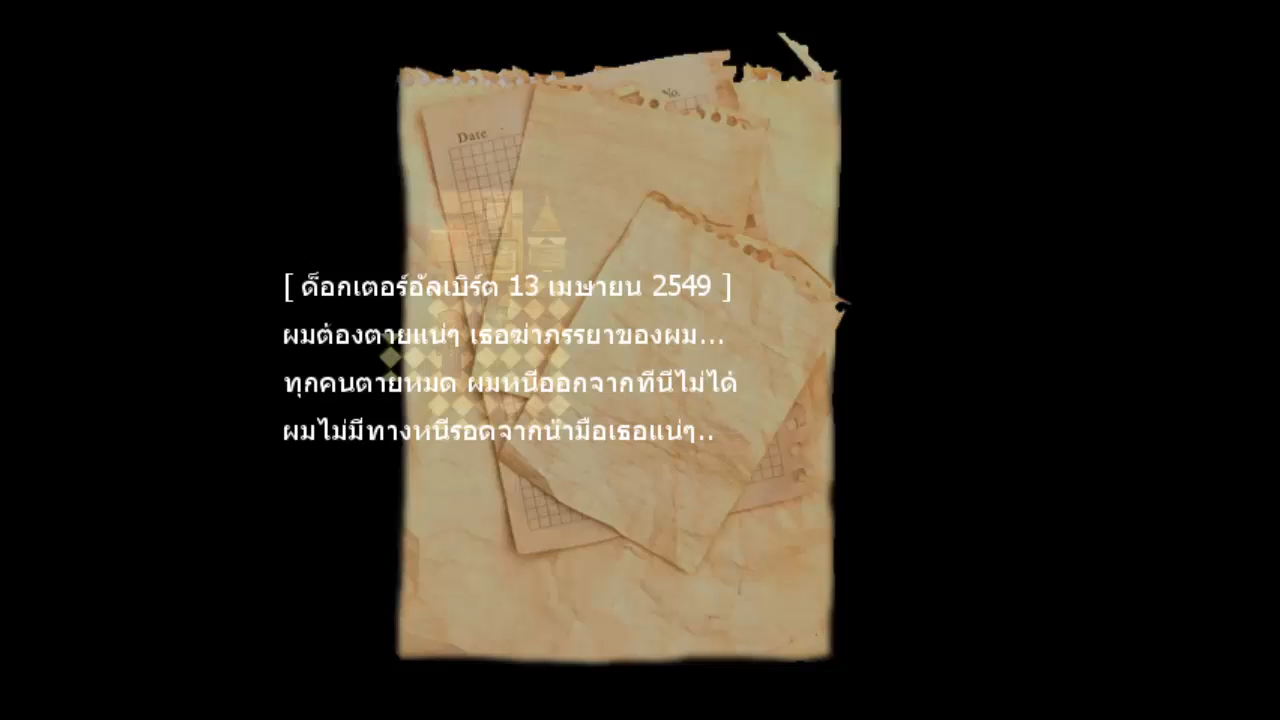 No.
Date
[ ด็อกเตอร์อัลเบิร์ต 13 เมษายน 2549 ]
ผมต้องตายแน่ๆ เธอฆ่าภรรยาของผม...
ทุกคนตายหมด ผมหนีออกจากที่นี่ไม่ได้
ผมไม่มีทางหนีรอดจากน้ำมือเธอแน่ๆ..